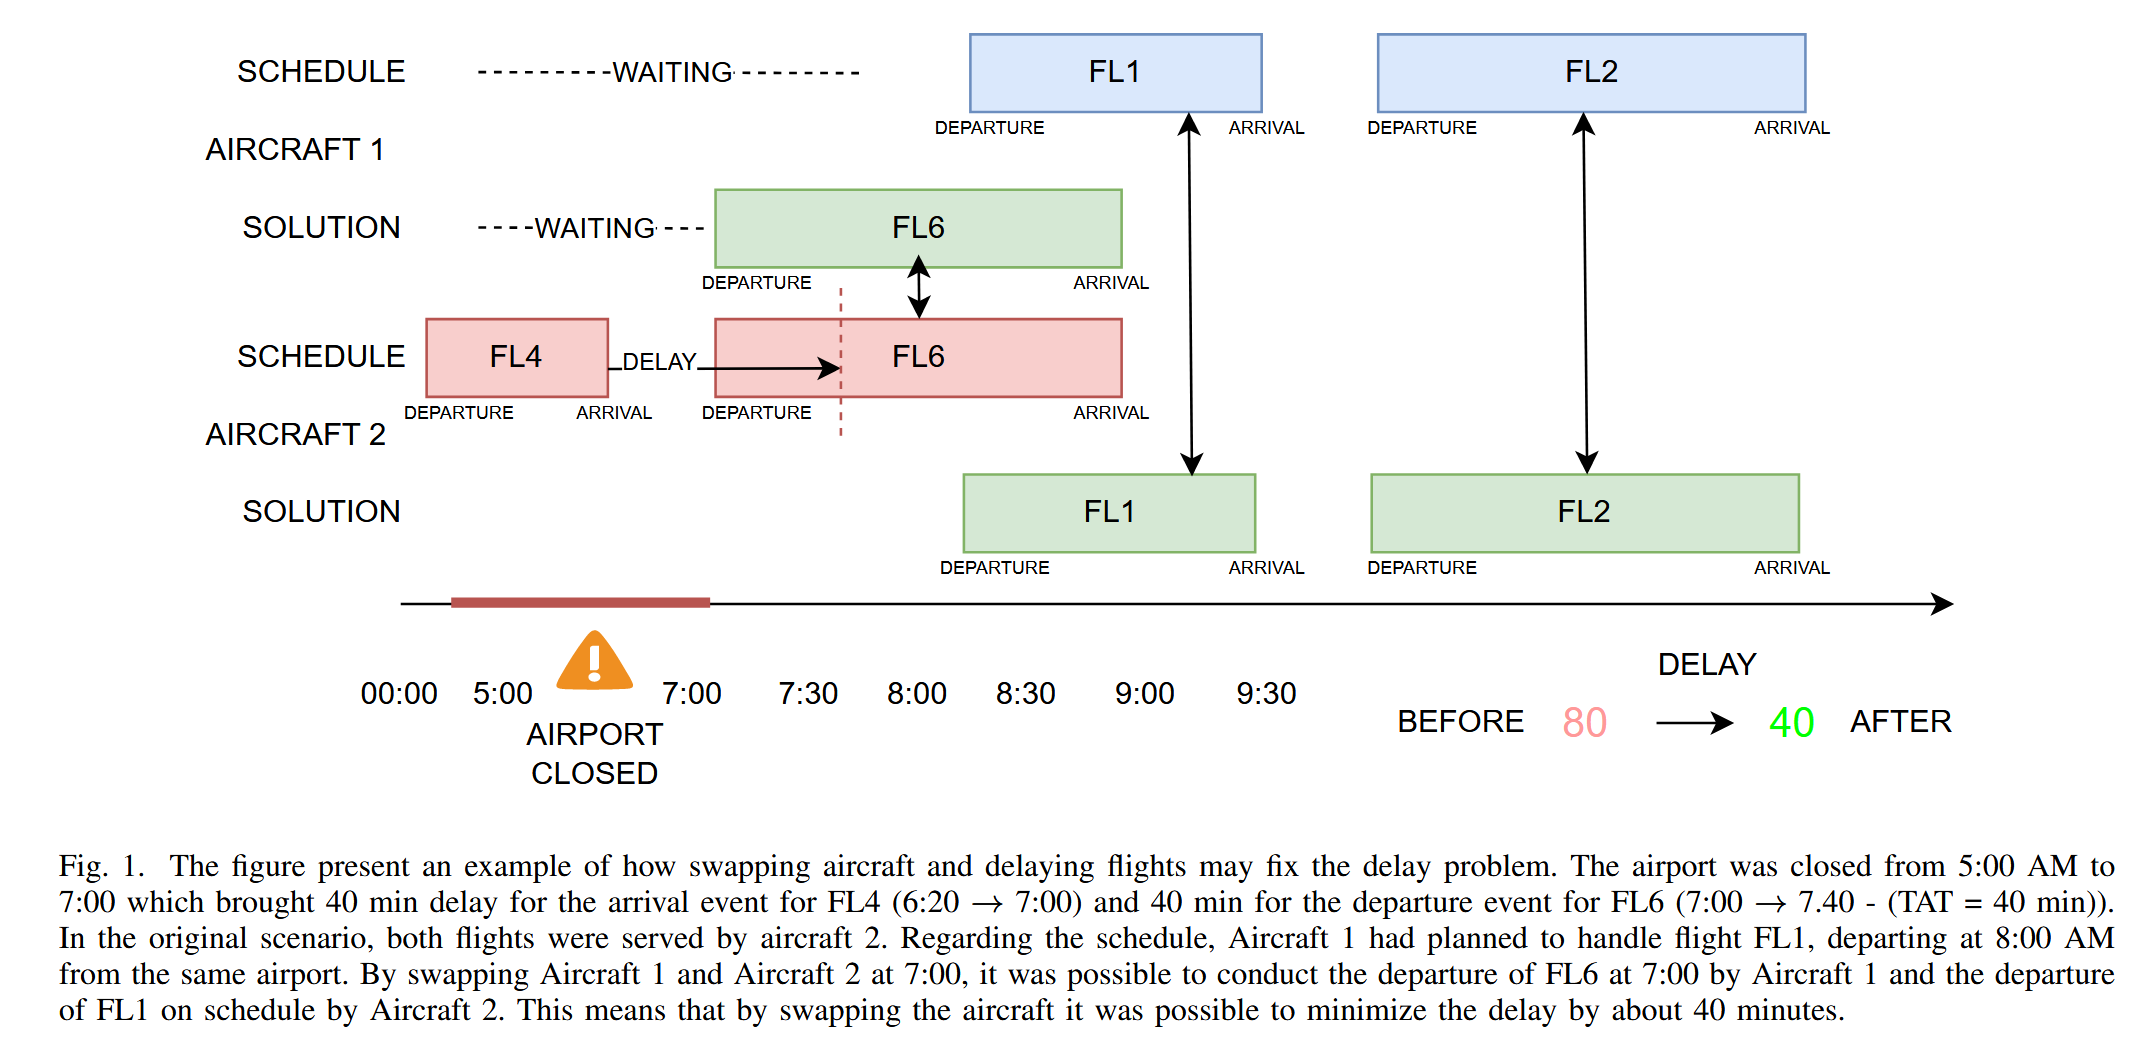 SCHEDULE WAITING FL1 FL2
DEPARTURE ARRIVAL DEPARTURE ARRIVAL
AIRCRAFT 1
SOLUTION WAITING FL6
DEPARTURE ARRIVAL
SCHEDULE FL4 DELAY FL6
DEPARTURE ARRIVAL DEPARTURE ARRIVAL
AIRCRAFT 2
SOLUTION FL1 FL2
DEPARTURE ARRIVAL DEPARTURE ARRIVAL
00:00 5:00 7:00 7:30 8:00 8:30 9:00 9:30
AIRPORT
CLOSED
DELAY
BEFORE 80 → 40 AFTER
Fig. 1. The figure present an example of how swapping aircraft and delaying flights may fix the delay problem. The airport was closed from 5:00 AM to
7:00 which brought 40 min delay for the arrival event for FL4 (6:20 → 7:00) and 40 min for the departure event for FL6 (7:00 → 7.40 - (TAT = 40 min)).
In the original scenario, both flights were served by aircraft 2. Regarding the schedule, Aircraft 1 had planned to handle flight FL1, departing at 8:00 AM
from the same airport. By swapping Aircraft 1 and Aircraft 2 at 7:00, it was possible to conduct the departure of FL6 at 7:00 by Aircraft 1 and the departure
of FL1 on schedule by Aircraft 2. This means that by swapping the aircraft it was possible to minimize the delay by about 40 minutes.